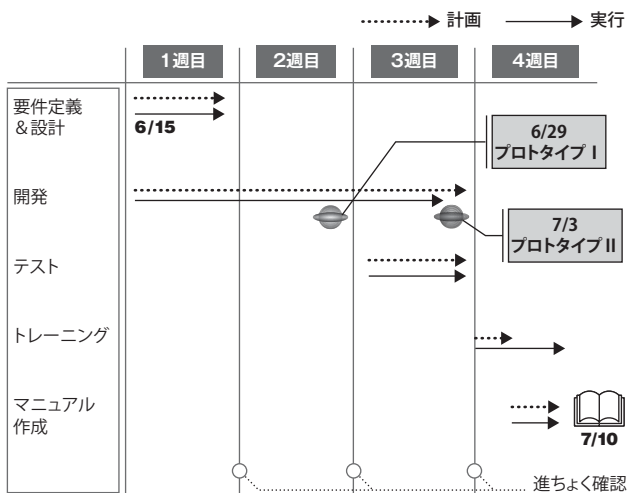 計画
実行
1週目
2週目
3週目
4週目
要件定義
＆設計
6/15
6/29
プロトタイプ I
開発
7/3
プロトタイプ II
テスト
トレーニング
マニュアル
作成
7/10
進ちょく確認